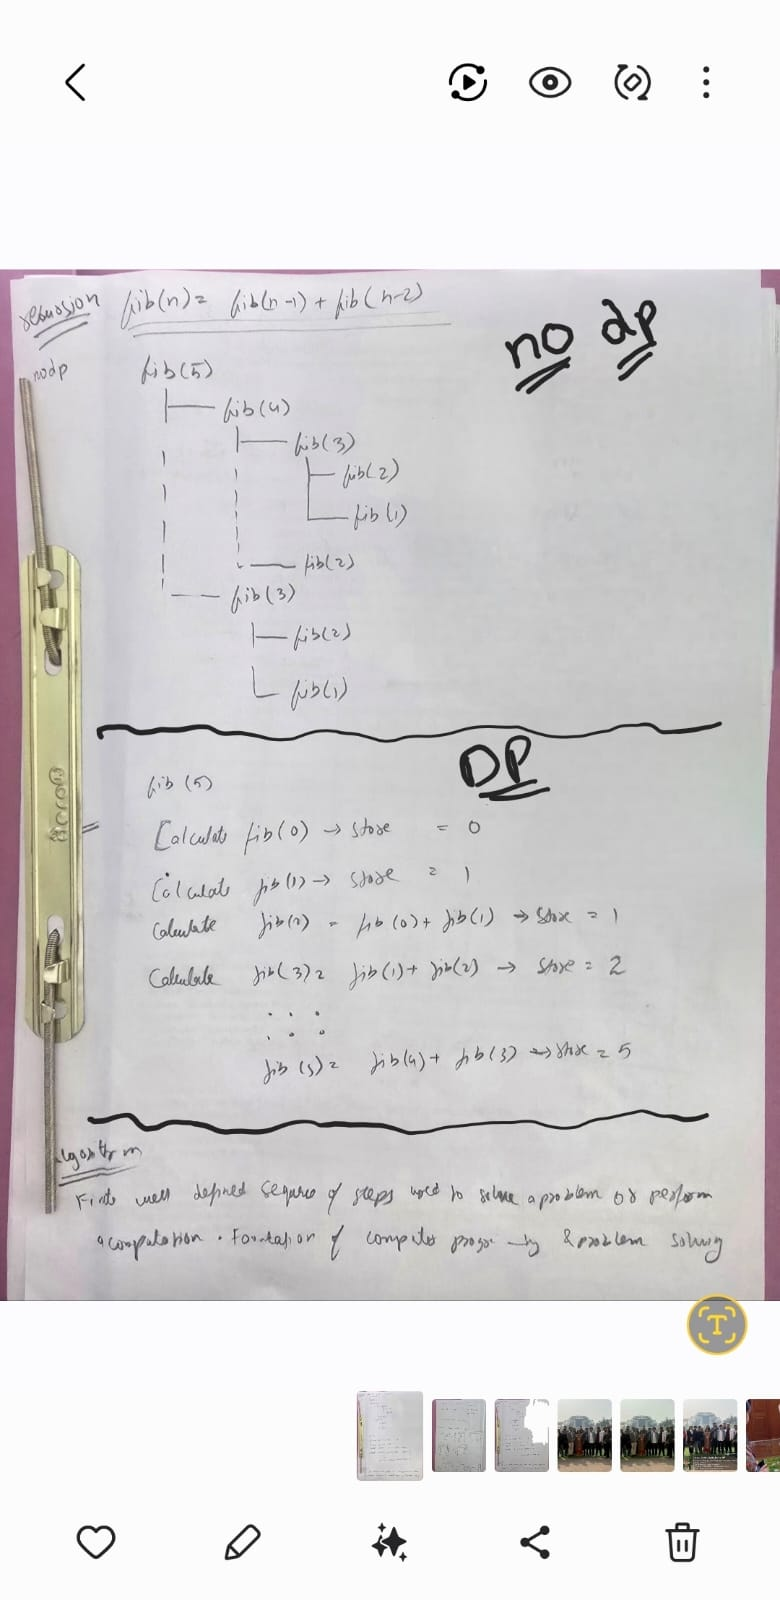 recursion fib(n) = fib(n-1) + fib(n-2)
no dp
no dp
fib(5)
fib(4)
fib(3)
fib(2)
fib(1)
fib(2)
fib(3)
fib(2)
fib(1)
DP
fib (5)
Calculate fib(0) → store = 0
Calculate fib(1) → store = 1
Calculate fib(2) = fib(0) + fib(1) → store = 1
Calculate fib(3) = fib(1) + fib(2) → store = 2
fib (5) = fib(4) + fib(3) → store = 5
Algorithm
Finite well defined sequence of steps used to solve a problem or perform
a computation . Foundation of computer &problem solving
T